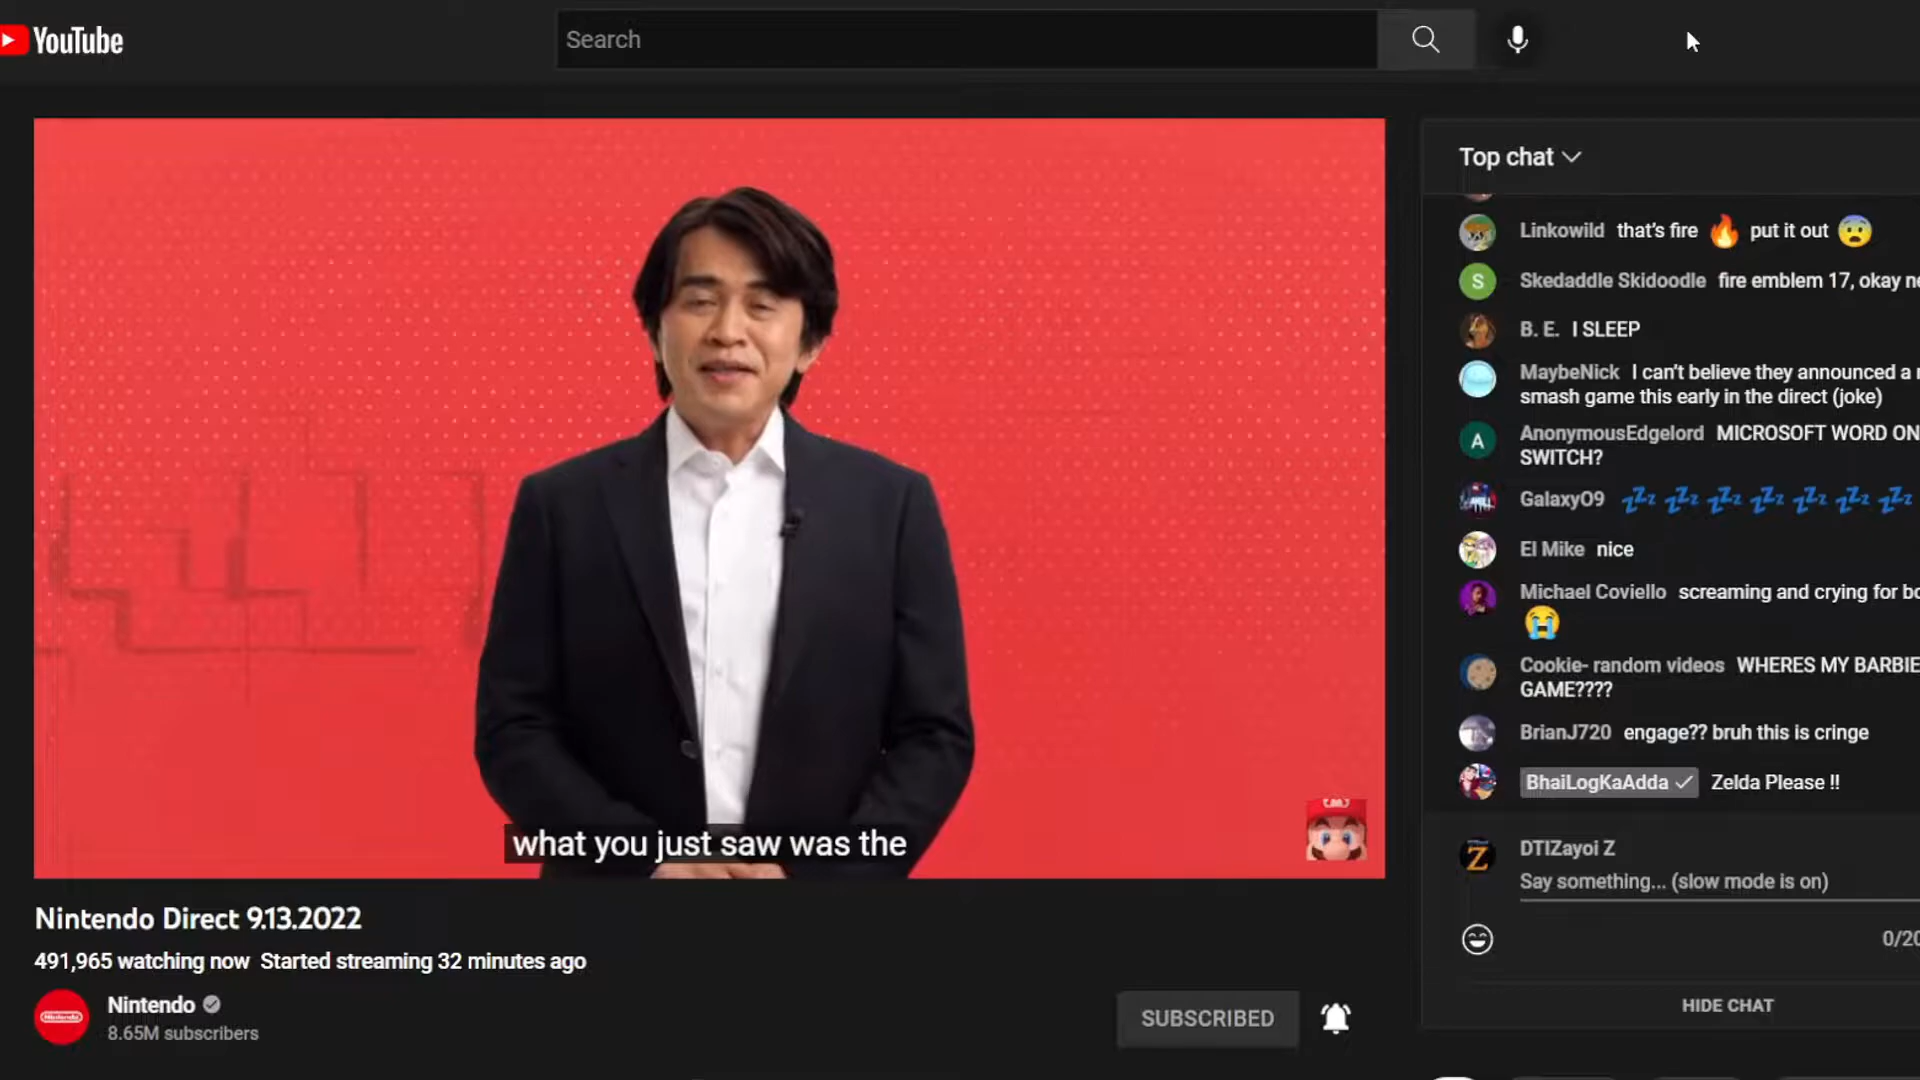 YouTube
Search
Top chat
Linkowild that's fire 🔥 put it out 😨
S Skedaddle Skidoodle fire emblem 17, okay
B. E. I SLEEP
MaybeNick I can't believe they announced a
smash game this early in the direct (joke)
A AnonymousEdgelord MICROSOFT WORD ON
SWITCH?
GalaxyO9 💤 💤 💤 💤 💤 💤 💤
El Mike nice
Michael Coviello screaming and crying for
😭
Cookie- random videos WHERES MY BARBIE
GAME????
BrianJ720 engage?? bruh this is cringe
BhaiLogKaAdda ✓ Zelda Please !!
what you just saw was the
Z DTIZayoi Z
Say something... (slow mode is on)
Nintendo Direct 9.13.2022
491,965 watching now Started streaming 32 minutes ago
0/20
Nintendo
Nintendo
8.65M subscribers
SUBSCRIBED
HIDE CHAT